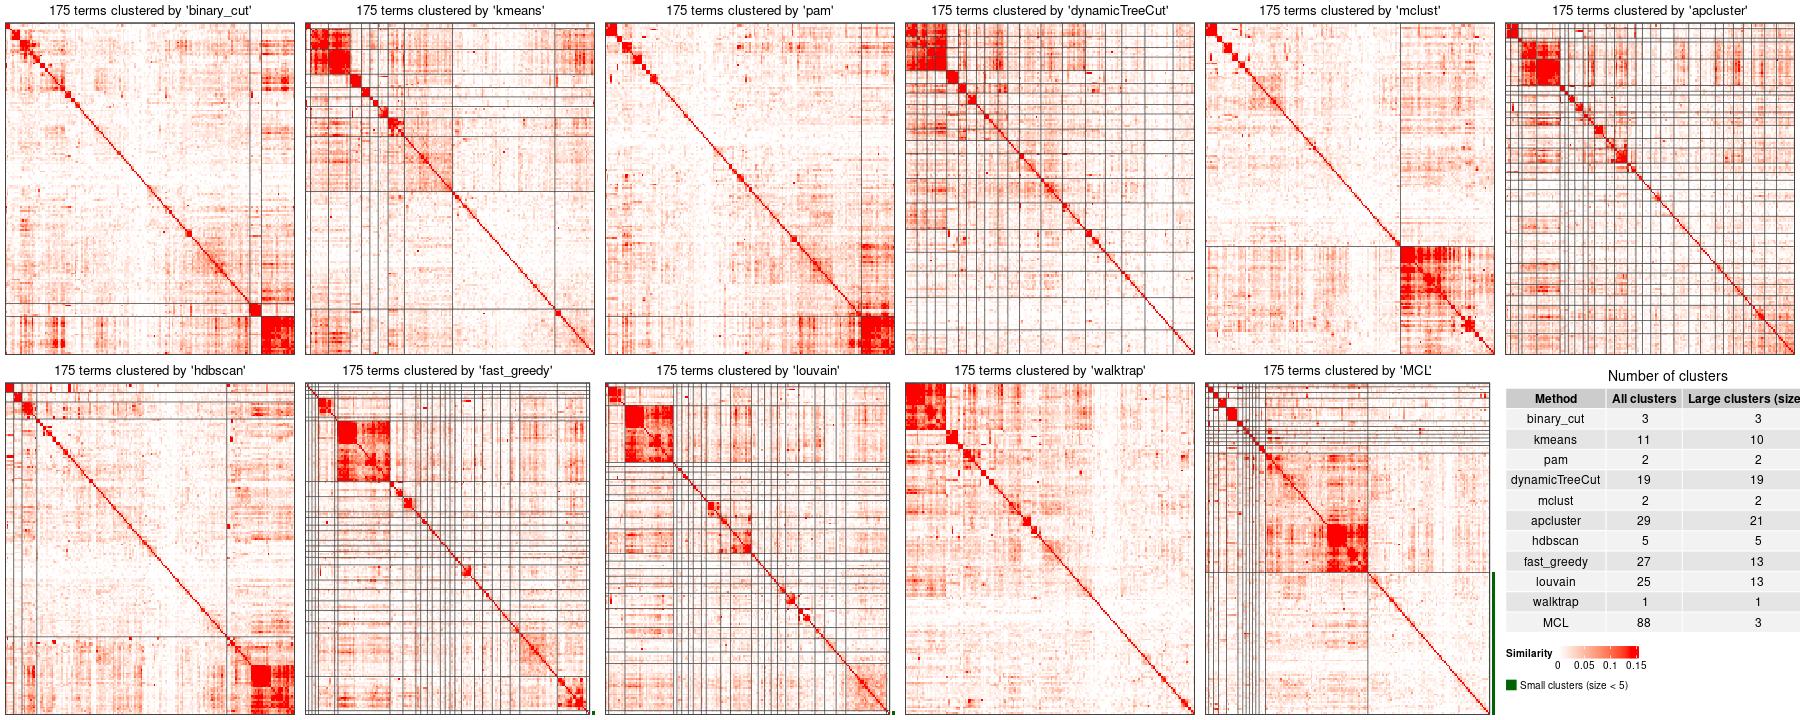 175 terms clustered by 'binary_cut'
175 terms clustered by 'kmeans'
175 terms clustered by 'pam'
175 terms clustered by 'dynamicTreeCut'
175 terms clustered by 'mclust'
175 terms clustered by 'apcluster'
175 terms clustered by 'hdbscan'
175 terms clustered by 'fast_greedy'
175 terms clustered by 'louvain'
175 terms clustered by 'walktrap'
175 terms clustered by 'MCL'
Number of clusters
Method All clusters Large clusters (size
binary_cut 3 3
kmeans 11 10
pam 2 2
dynamicTreeCut 19 19
mclust 2 2
apcluster 29 21
hdbscan 5 5
fast_greedy 27 13
louvain 25 13
walktrap 1 1
MCL 88 3
Similarity
0 0.05 0.1 0.15
Small clusters (size < 5)